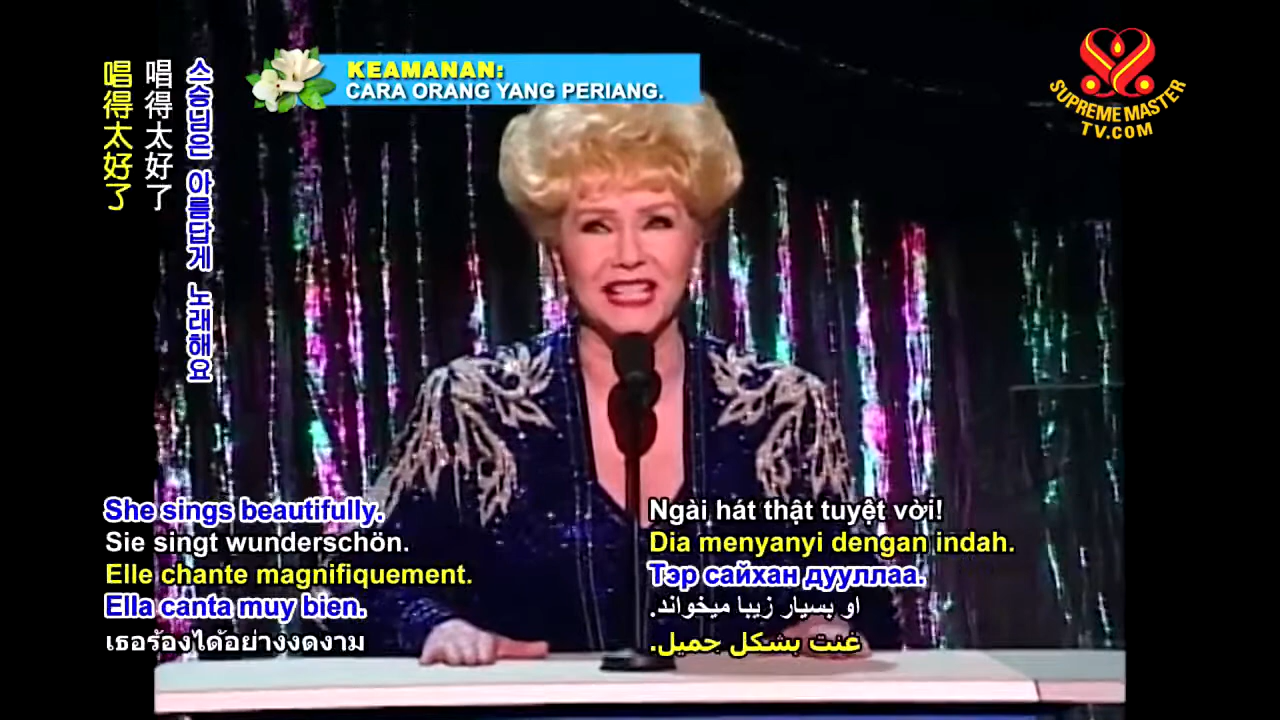 KEAMANAN:
CARA ORANG YANG PERIANG.
SUPREME MASTER
TV.COM
唱得太好了
唱得太好了
스승님은 아름답게 노래해요
She sings beautifully.
Sie singt wunderschön.
Elle chante magnifiquement.
Ella canta muy bien.
เธอร้องได้อย่างงดงาม
Ngài hát thật tuyệt vời!
Dia menyanyi dengan indah.
Тэр сайхан дууллаа.
او بسیار زیبا میخواند.
غنت بشكل جميل.